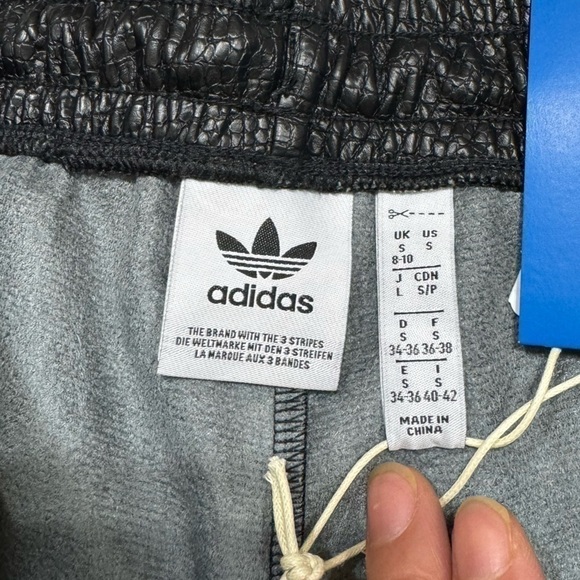 adidas
THE BRAND WITH THE 3 STRIPES
DIE WELTMARKE MIT DEN 3 STREIFEN
LA MARQUE AUX 3 BANDES
UK US
S S
8-10
J CDN
L S/P
D F
S S
34-36 36-38
E I
S S
34-36 40-42
MADE IN
CHINA